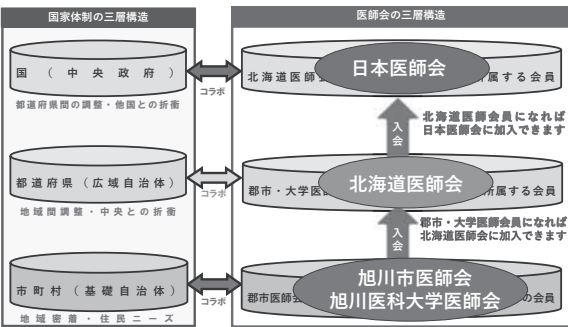 国家体制の三層構造
医師会の三層構造
国（中央政府）
都道府県間の調整・他国との折衝
コラボ
北海道医師会
日本医師会
所属する会員
入会
北海道医師会員になれば
日本医師会に加入できます
都道府県（広域自治体）
地域間調整・中央との折衝
コラボ
郡市・大学医師
北海道医師会
所属する会員
入会
郡市・大学医師会員になれば
北海道医師会に加入できます
市町村（基礎自治体）
地域密着・住民ニーズ
コラボ
郡市医師会
旭川市医師会
旭川医科大学医師会
の会員